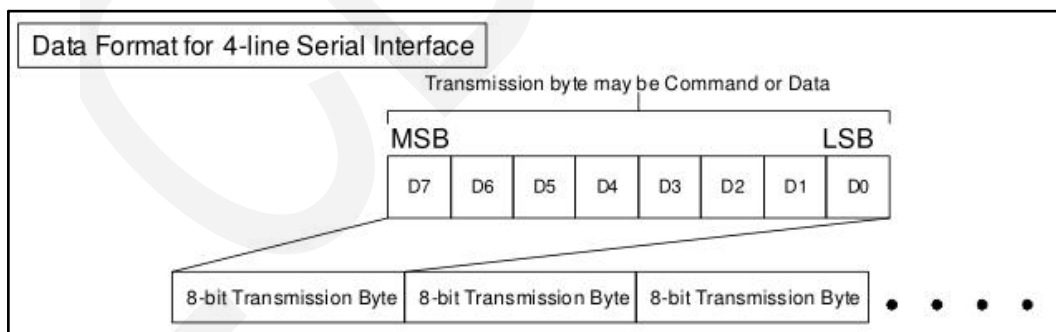 Data Format for 4-line Serial Interface
Transmission byte may be Command or Data
MSB LSB
D7 D6 D5 D4 D3 D2 D1 D0
8-bit Transmission Byte 8-bit Transmission Byte 8-bit Transmission Byte